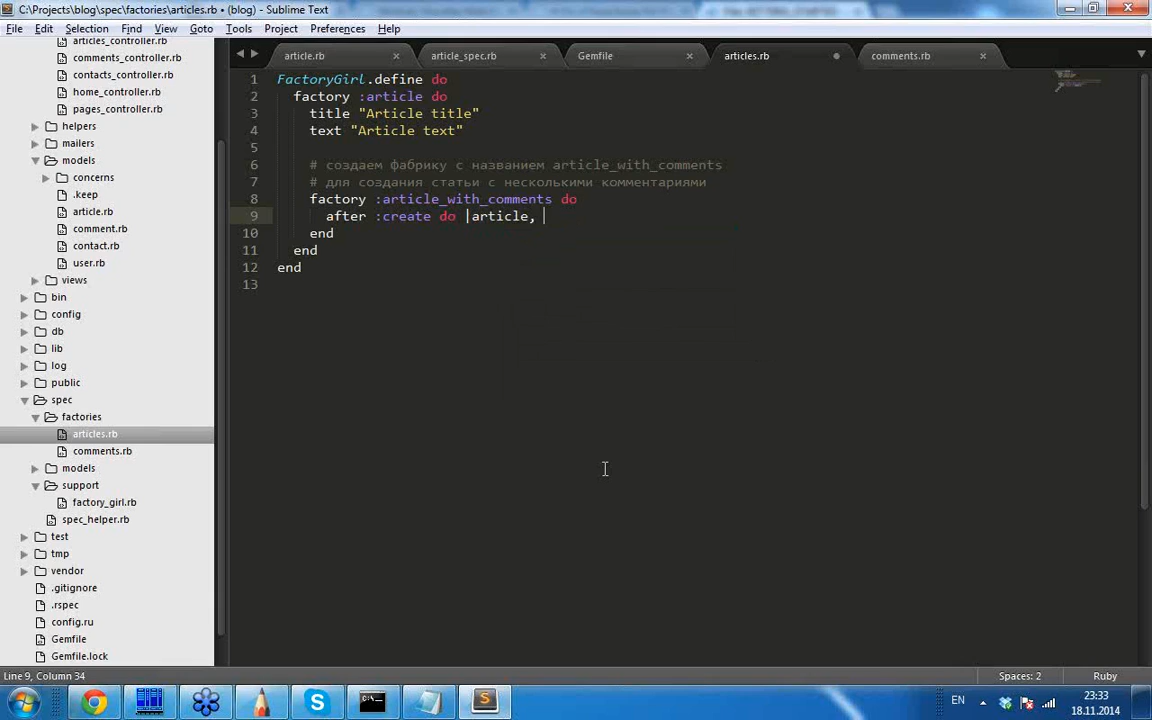 C:\Projects\blog\spec\factories\articles.rb • (blog) - Sublime Text
File Edit Selection Find View Goto Tools Project Preferences Help
articles_controller.rb
comments_controller.rb
contacts_controller.rb
home_controller.rb
pages_controller.rb
helpers
mailers
models
concerns
.keep
article.rb
comment.rb
contact.rb
user.rb
views
bin
config
db
lib
log
public
spec
factories
articles.rb
comments.rb
models
support
factory_girl.rb
spec_helper.rb
test
tmp
vendor
.gitignore
.rspec
config.ru
Gemfile
Gemfile.lock
article.rb article_spec.rb Gemfile articles.rb comments.rb
1 FactoryGirl.define do
2 factory :article do
3 title "Article title"
4 text "Article text"
5
6 # создаем фабрику с названием article_with_comments
7 # для создания статьи с несколькими комментариями
8 factory :article_with_comments do
9 after :create do |article,
10 end
11 end
12 end
13
Line 9, Column 34 Spaces: 2 Ruby
EN
23:33
18.11.2014